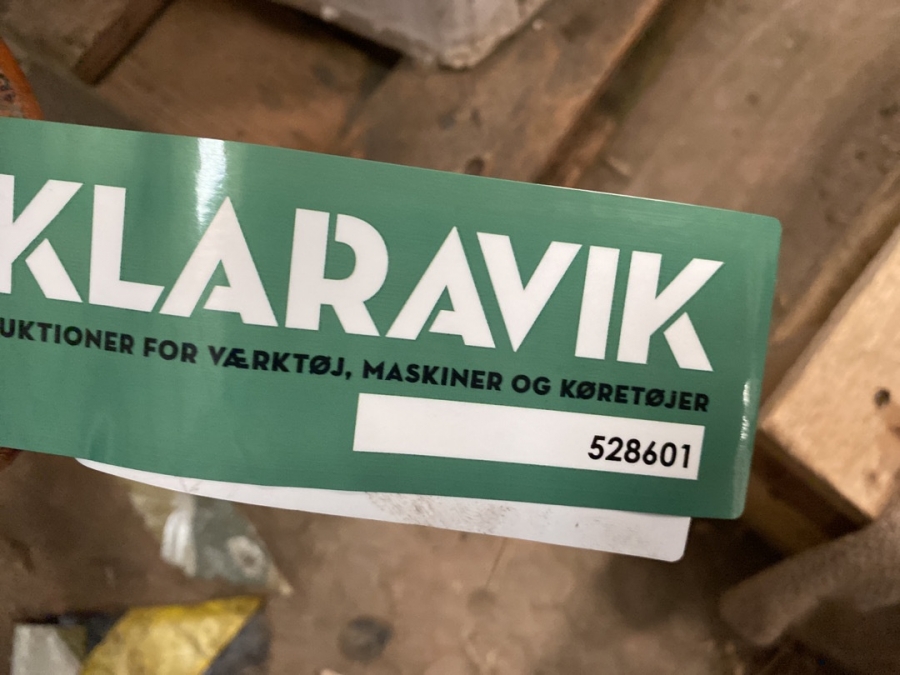 KLARAVIK
UKTIONER FOR VÆRKTØJ, MASKINER OG KØRETØJER
528601